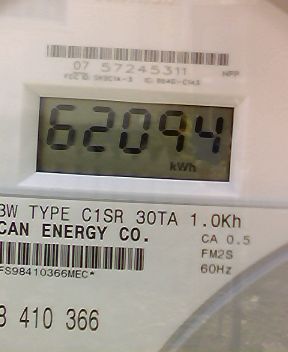 07 57245311
62094
kWh
3W TYPE C1SR 30TA 1.0Kh
CAN ENERGY CO.
CA 0.5
FM2S
60Hz
FS98410366MEC*
8 410 366